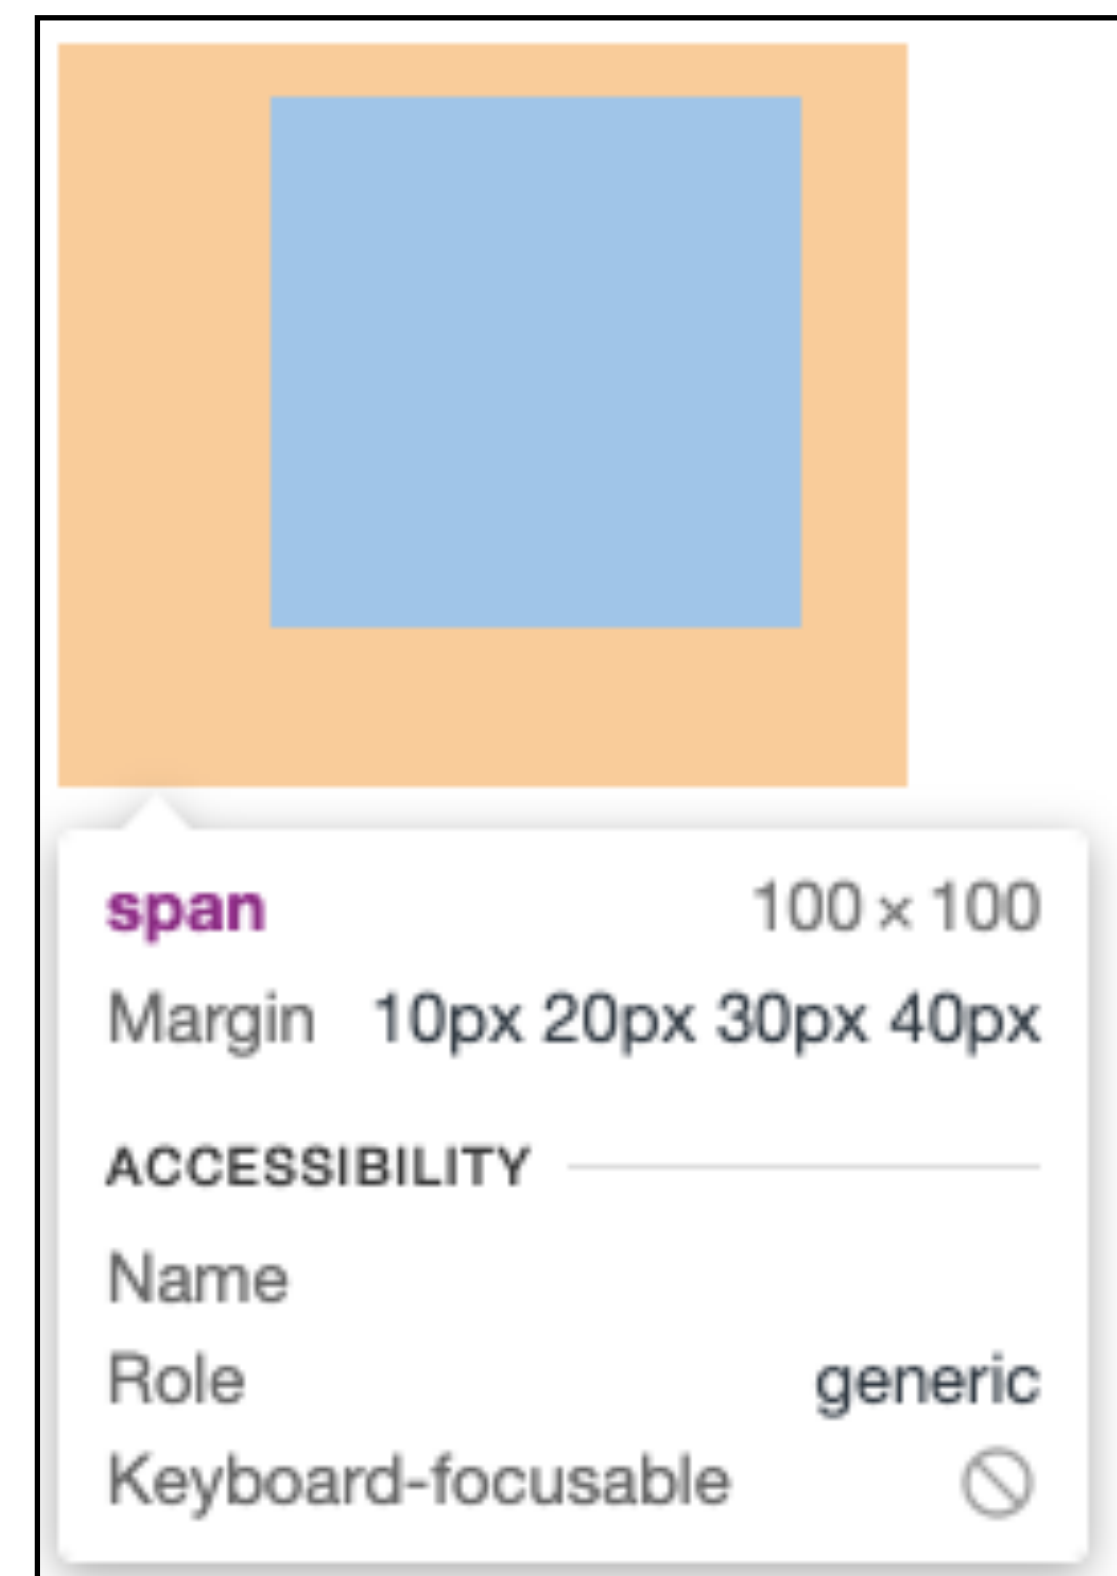 span 100 × 100
Margin 10px 20px 30px 40px
ACCESSIBILITY
Name
Role generic
Keyboard-focusable